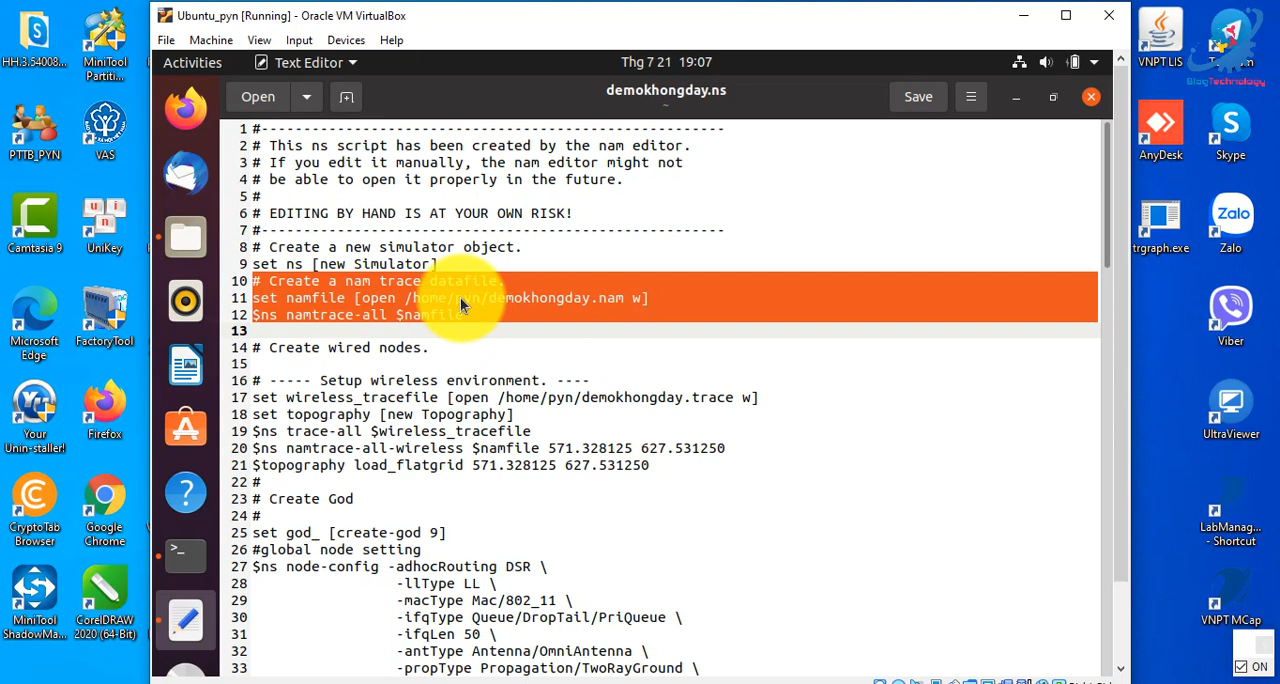 Ubuntu_pyn [Running] - Oracle VM VirtualBox
File Machine View Input Devices Help
Activities Text Editor Thg 7 21 19:07
Open demokhongday.ns Save
~
1 #-------------------------------------------------------
2 # This ns script has been created by the nam editor.
3 # If you edit it manually, the nam editor might not
4 # be able to open it properly in the future.
5 #
6 # EDITING BY HAND IS AT YOUR OWN RISK!
7 #-------------------------------------------------------
8 # Create a new simulator object.
9 set ns [new Simulator]
10 # Create a nam trace datafile.
11 set namfile [open /home/pyn/demokhongday.nam w]
12 $ns namtrace-all $namfile
13
14 # Create wired nodes.
15
16 # ----- Setup wireless environment. ----
17 set wireless_tracefile [open /home/pyn/demokhongday.trace w]
18 set topography [new Topography]
19 $ns trace-all $wireless_tracefile
20 $ns namtrace-all-wireless $namfile 571.328125 627.531250
21 $topography load_flatgrid 571.328125 627.531250
22 #
23 # Create God
24 #
25 set god_ [create-god 9]
26 #global node setting
27 $ns node-config -adhocRouting DSR \
28 -llType LL \
29 -macType Mac/802_11 \
30 -ifqType Queue/DropTail/PriQueue \
31 -ifqLen 50 \
32 -antType Antenna/OmniAntenna \
33 -propType Propagation/TwoRayGround \
HH.3.54008...
MiniTool
Partiti...
PTTB_PYN
VAS
Camtasia 9
UniKey
Microsoft
Edge
FactoryTool
Your
Unin-staller!
Firefox
CryptoTab
Browser
Google
Chrome
MiniTool
ShadowMa...
CorelDRAW
2020 (64-Bit)
VNPT LIS
BlogTechnology
AnyDesk
Skype
trgraph.exe
Zalo
Viber
UltraViewer
LabManag...
- Shortcut
VNPT MCap
ON